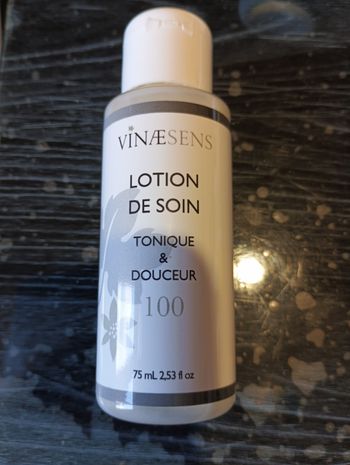 VINÆSENS
LOTION
DE SOIN
TONIQUE
&
DOUCEUR
100
75 mL 2,53 fl oz